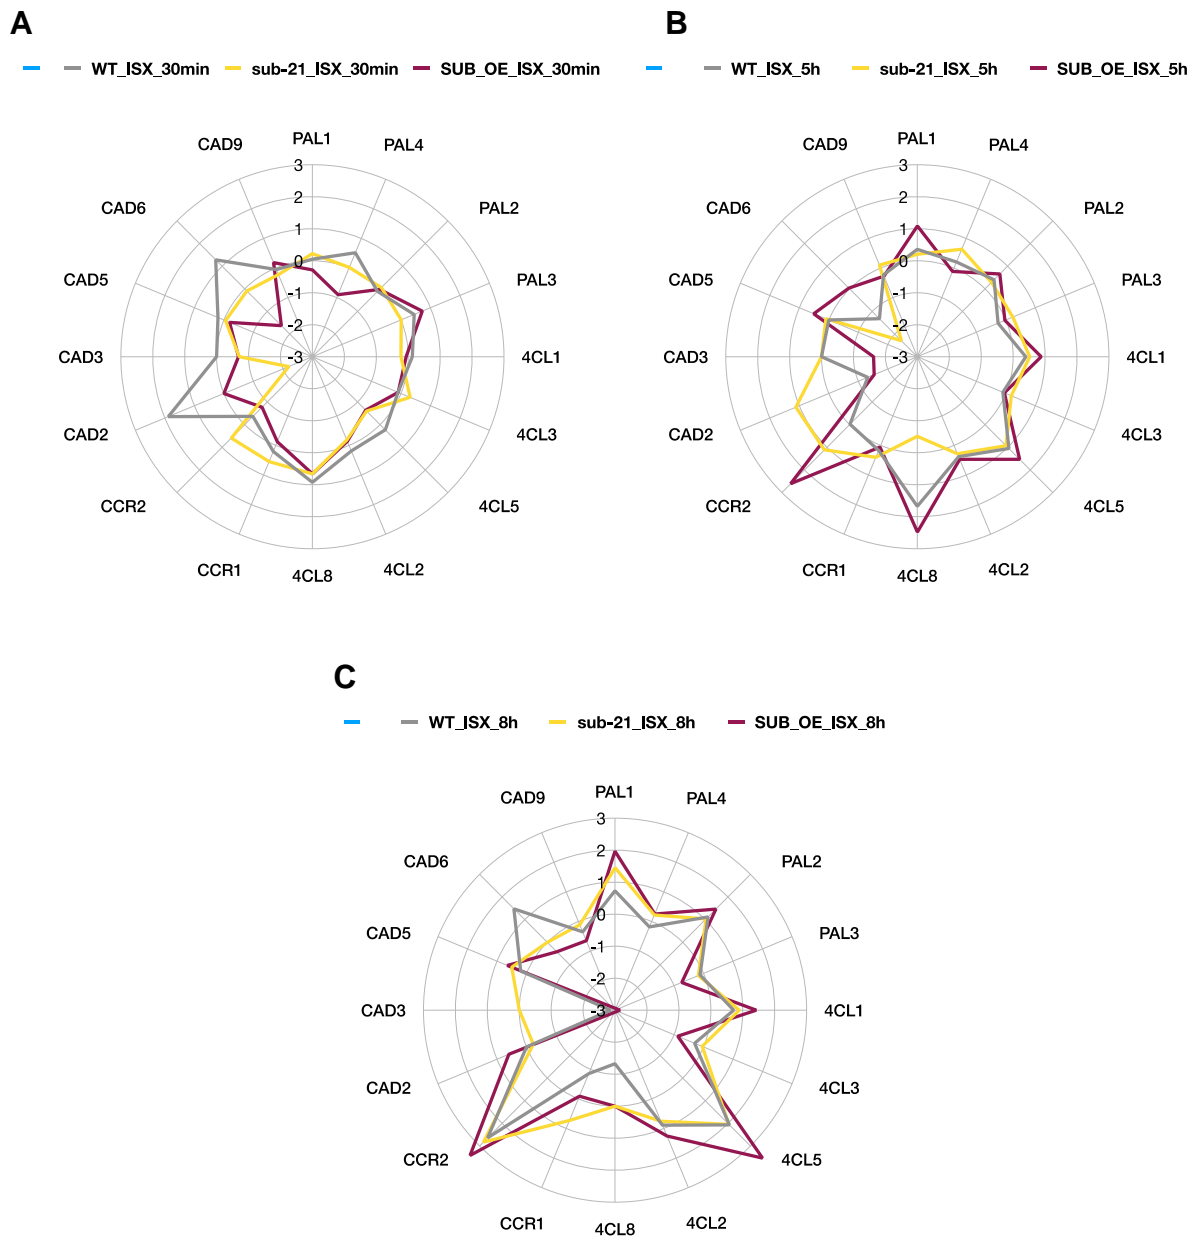 A
B
WT_ISX_30min sub-21_ISX_30min SUB_OE_ISX_30min
WT_ISX_5h sub-21_ISX_5h SUB_OE_ISX_5h
PAL1
PAL4
PAL2
PAL3
4CL1
4CL3
4CL5
4CL2
4CL8
CCR1
CCR2
CAD2
CAD3
CAD5
CAD6
CAD9
3
2
1
0
-1
-2
-3
PAL1
PAL4
PAL2
PAL3
4CL1
4CL3
4CL5
4CL2
4CL8
CCR1
CCR2
CAD2
CAD3
CAD5
CAD6
CAD9
3
2
1
0
-1
-2
-3
C
WT_ISX_8h sub-21_ISX_8h SUB_OE_ISX_8h
PAL1
PAL4
PAL2
PAL3
4CL1
4CL3
4CL5
4CL2
4CL8
CCR1
CCR2
CAD2
CAD3
CAD5
CAD6
CAD9
3
2
1
0
-1
-2
-3